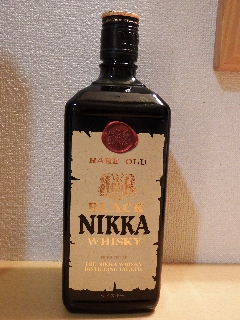 RARE OLD
BLACK
NIKKA
WHISKY
THE NIKKA WHISKY
DISTILLING CO., LTD.